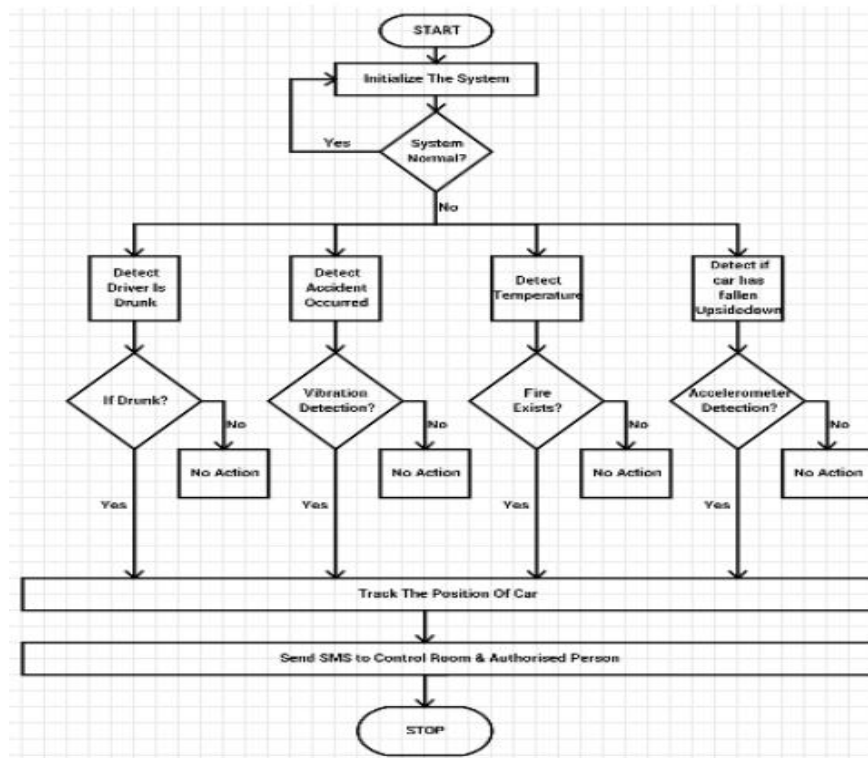 START
Initialize The System
Yes
System
Normal?
No
Detect
Driver Is
Drunk
Detect
Accident
Occurred
Detect
Temperature
Detect if
car has
fallen
Upsidedown
If Drunk?
Vibration
Detection?
Fire
Exists?
Accelerometer
Detection?
No
No
No
No
No Action
No Action
No Action
No Action
Yes
Yes
Yes
Yes
Track The Position Of Car
Send SMS to Control Room & Authorised Person
STOP